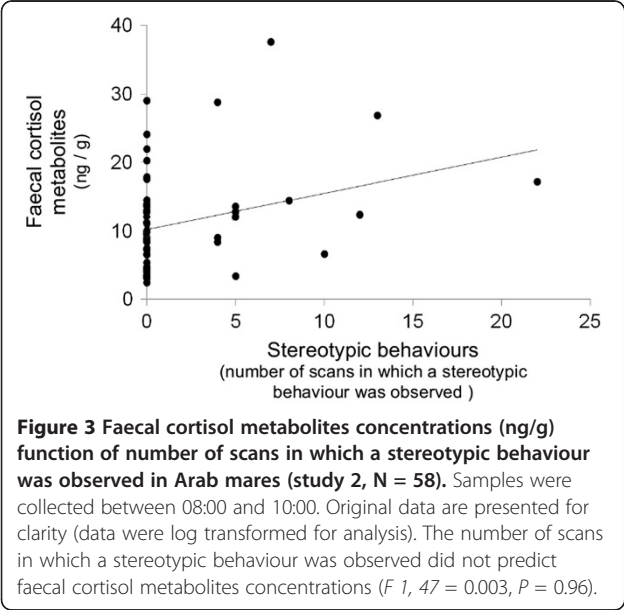 40
30
20
10
0
Faecal cortisol
metabolites
(ng / g)
0 5 10 15 20 25
Stereotypic behaviours
(number of scans in which a stereotypic
behaviour was observed )
Figure 3 Faecal cortisol metabolites concentrations (ng/g)
function of number of scans in which a stereotypic behaviour
was observed in Arab mares (study 2, N = 58). Samples were
collected between 08:00 and 10:00. Original data are presented for
clarity (data were log transformed for analysis). The number of scans
in which a stereotypic behaviour was observed did not predict
faecal cortisol metabolites concentrations (F 1, 47 = 0.003, P = 0.96).